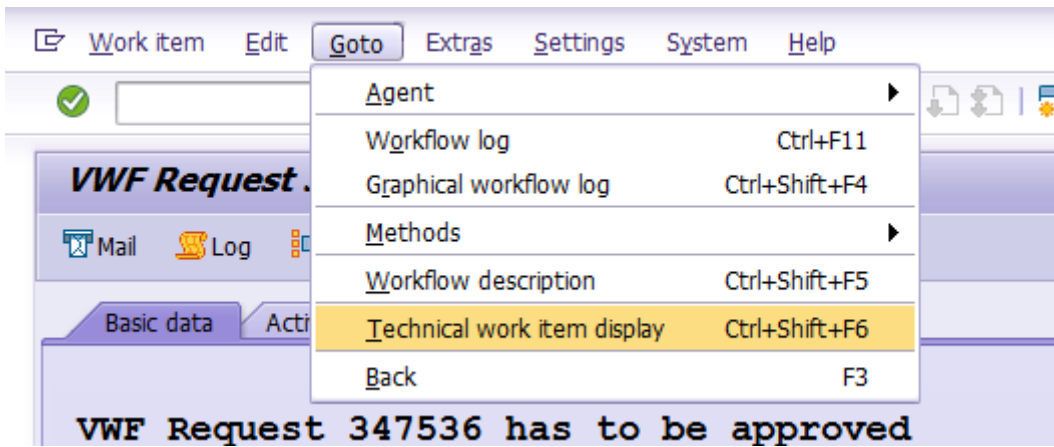 Work item Edit Goto Extras Settings System Help
Agent
Workflow log Ctrl+F11
VWF Request .
Graphical workflow log Ctrl+Shift+F4
Mail Log
Methods
Workflow description Ctrl+Shift+F5
Basic data Acti
Technical work item display Ctrl+Shift+F6
Back F3
VWF Request 347536 has to be approved